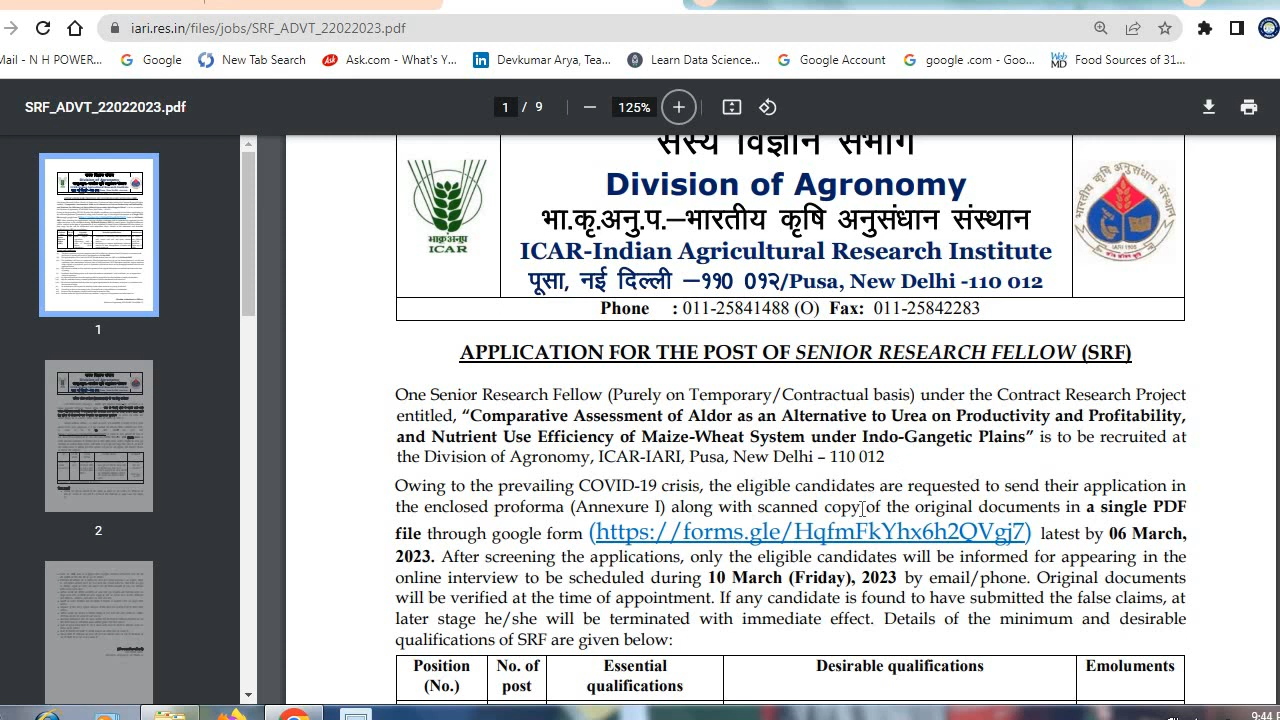 iari.res.in/files/jobs/SRF_ADVT_22022023.pdf
Mail - N H POWER... Google New Tab Search Ask.com - What's Y... Devkumar Arya, Tea... Learn Data Science... Google Account google .com - Goo... Food Sources of 31...
SRF_ADVT_22022023.pdf 1 / 9 125%
सस्य विज्ञान संभाग
Division of Agronomy
भा.कृ.अनु.प.–भारतीय कृषि अनुसंधान संस्थान
ICAR-Indian Agricultural Research Institute
पूसा, नई दिल्ली –११० ०१२/Pusa, New Delhi -110 012
भाकृअनुप
ICAR
Phone : 011-25841488 (O) Fax: 011-25842283
APPLICATION FOR THE POST OF SENIOR RESEARCH FELLOW (SRF)
One Senior Research Fellow (Purely on Temporary/Contractual basis) under the Contract Research Project
entitled, “Comparative Assessment of Aldor as an Alternative to Urea on Productivity and Profitability,
and Nutrient use Efficiency of Maize-Wheat System under Indo-Gangetic Plains” is to be recruited at
the Division of Agronomy, ICAR-IARI, Pusa, New Delhi – 110 012
Owing to the prevailing COVID-19 crisis, the eligible candidates are requested to send their application in
the enclosed proforma (Annexure I) along with scanned copy of the original documents in a single PDF
file through google form (https://forms.gle/HqfmFkYhx6h2QVgj7) latest by 06 March,
2023. After screening the applications, only the eligible candidates will be informed for appearing in the
online interview to be scheduled during 10 March (Friday), 2023 by email/phone. Original documents
will be verified at the time of appointment. If any candidate is found to have submitted the false claims, at
later stage he/she will be terminated with immediate effect. Details of the minimum and desirable
qualifications of SRF are given below:
Position No. of Essential Desirable qualifications Emoluments
(No.) post qualifications
1
2
9:44